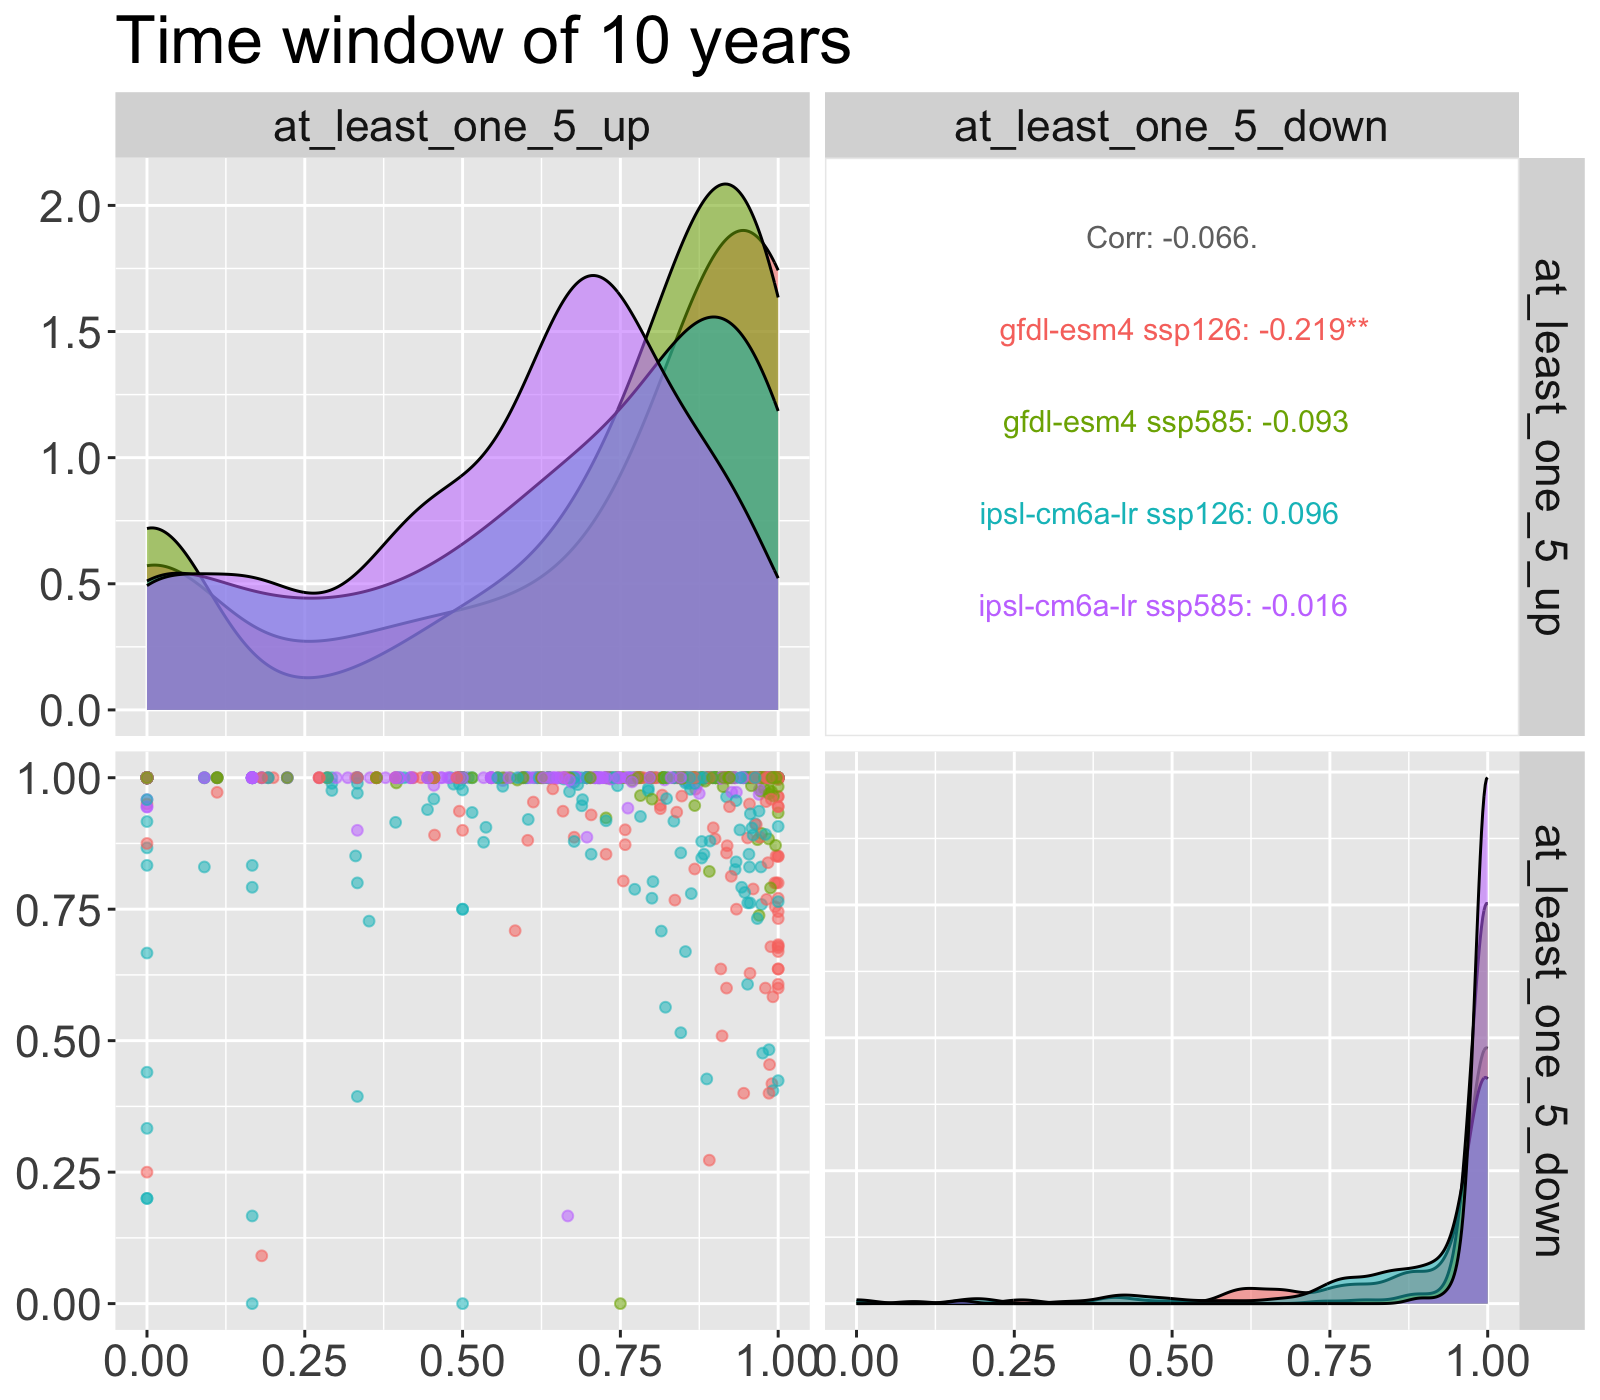 Time window of 10 years
at_least_one_5_up
at_least_one_5_down
2.0
1.5
1.0
0.5
0.0
Corr: -0.066.
gfdl-esm4 ssp126: -0.219**
gfdl-esm4 ssp585: -0.093
ipsl-cm6a-lr ssp126: 0.096
ipsl-cm6a-lr ssp585: -0.016
at_least_one_5_up
1.00
0.75
0.50
0.25
0.00
at_least_one_5_down
0.00 0.25 0.50 0.75 1.00
0.00 0.25 0.50 0.75 1.00